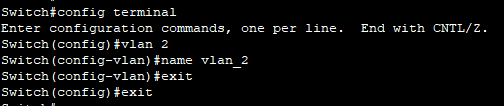 Switch#config terminal
Enter configuration commands, one per line.  End with CNTL/Z.
Switch(config)#vlan 2
Switch(config-vlan)#name vlan_2
Switch(config-vlan)#exit
Switch(config)#exit
Switch#